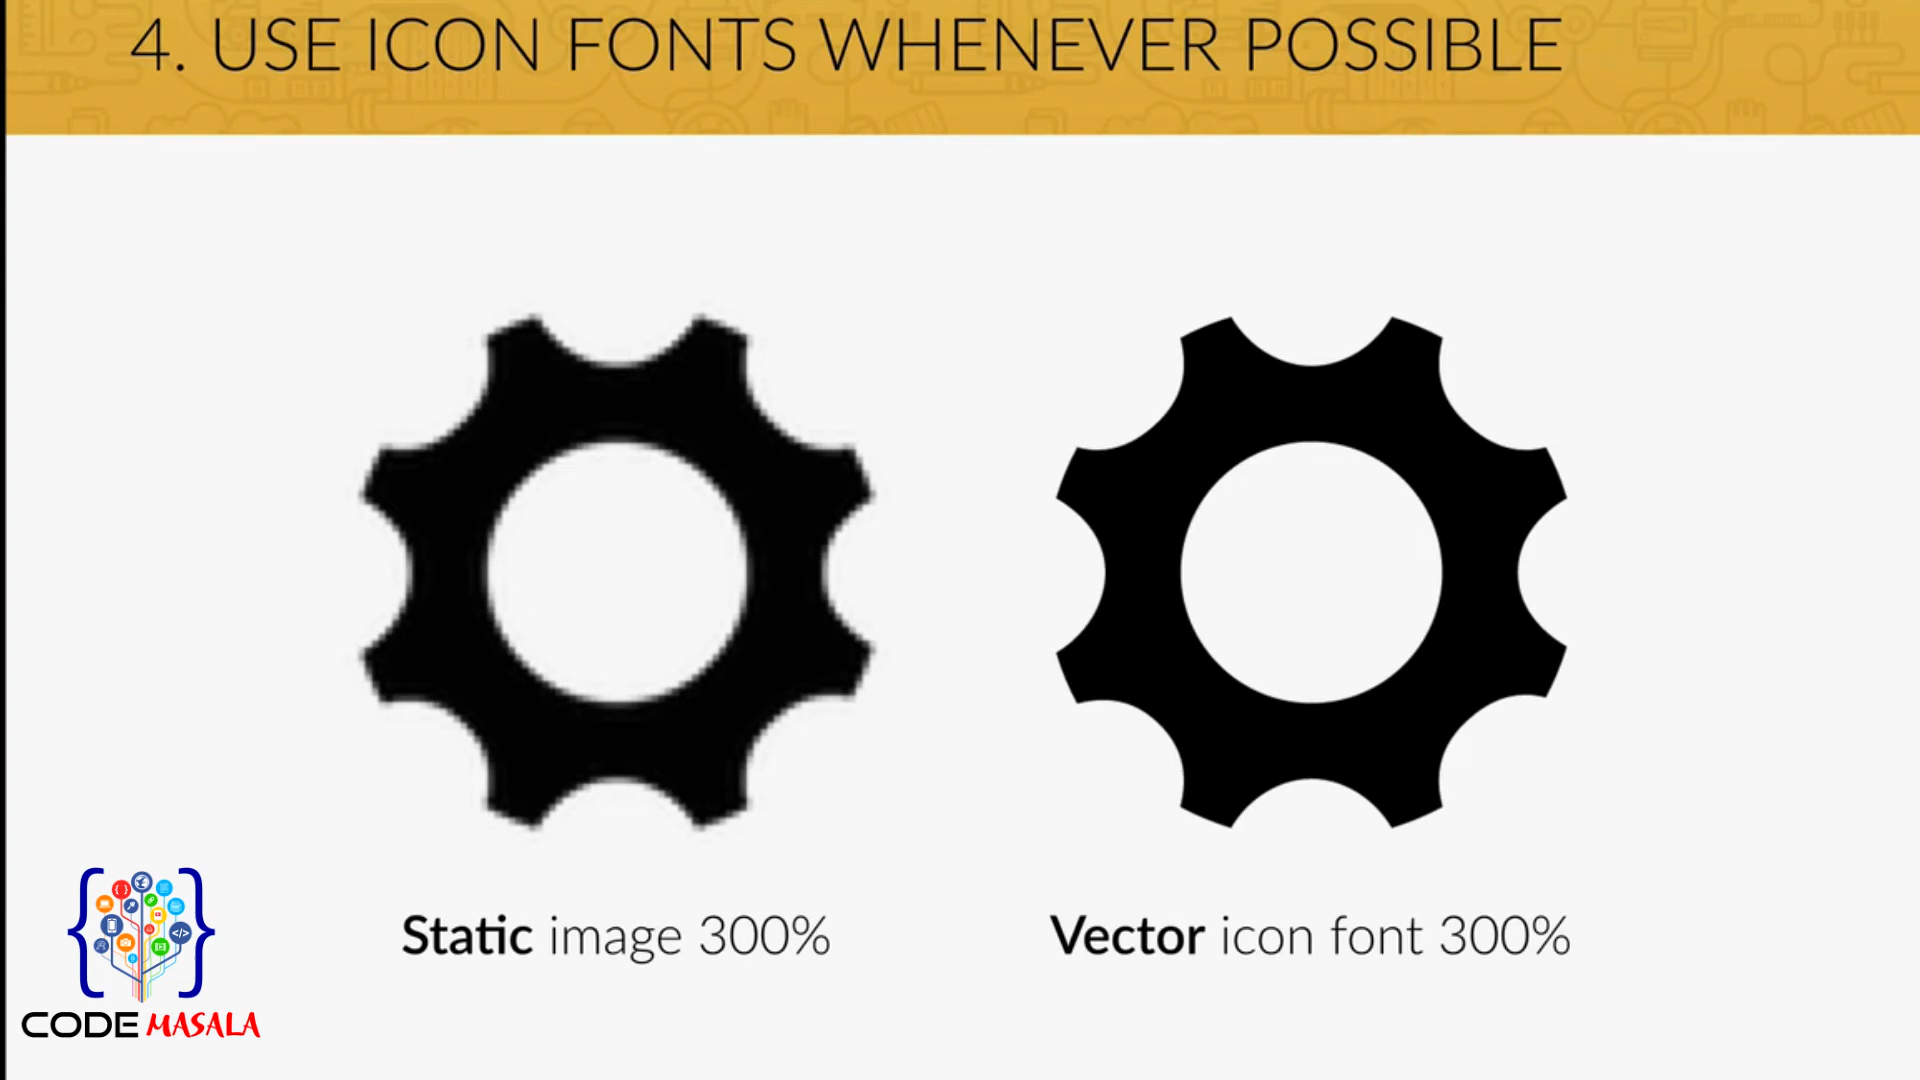 4. USE ICON FONTS WHENEVER POSSIBLE
Static image 300%
Vector icon font 300%
CODE MASALA